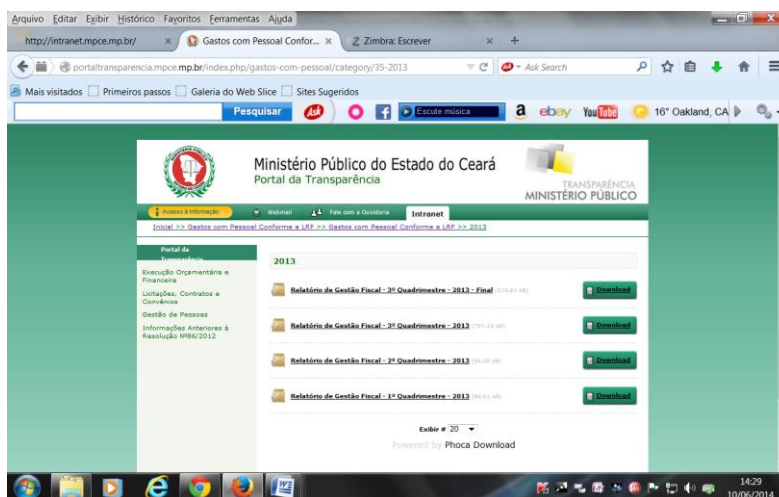 Arquivo Editar Exibir Histórico Favoritos Ferramentas Ajuda
http://intranet.mpce.mp.br/ × Gastos com Pessoal Confor... × Zimbra: Escrever × +
portaltransparencia.mpce.mp.br/index.php/gastos-com-pessoal/category/35-2013 Ask Search
Mais visitados Primeiros passos Galeria do Web Slice Sites Sugeridos
Pesquisar Ask f Escute música a ebay YouTube 16° Oakland, CA
Ministério Público do Estado do Ceará
Portal da Transparência
TRANSPARÊNCIA
MINISTÉRIO PÚBLICO
Acesso à Informação Webmail Fale com a Ouvidoria Intranet
Inicial >> Gastos com Pessoal Conforme a LRF >> Gastos com Pessoal Conforme a LRF >> 2013
Portal da
Transparência
Execução Orçamentária e
Financeira
Licitações, Contratos e
Convênios
Gestão de Pessoas
Informações Anteriores à
Resolução Nº86/2012
2013
Relatório de Gestão Fiscal - 3º Quadrimestre - 2013 - Final Download
Relatório de Gestão Fiscal - 3º Quadrimestre - 2013 Download
Relatório de Gestão Fiscal - 2º Quadrimestre - 2013 Download
Relatório de Gestão Fiscal - 1º Quadrimestre - 2013 Download
Exibir # 20
Powered by Phoca Download
14:29
10/06/2014